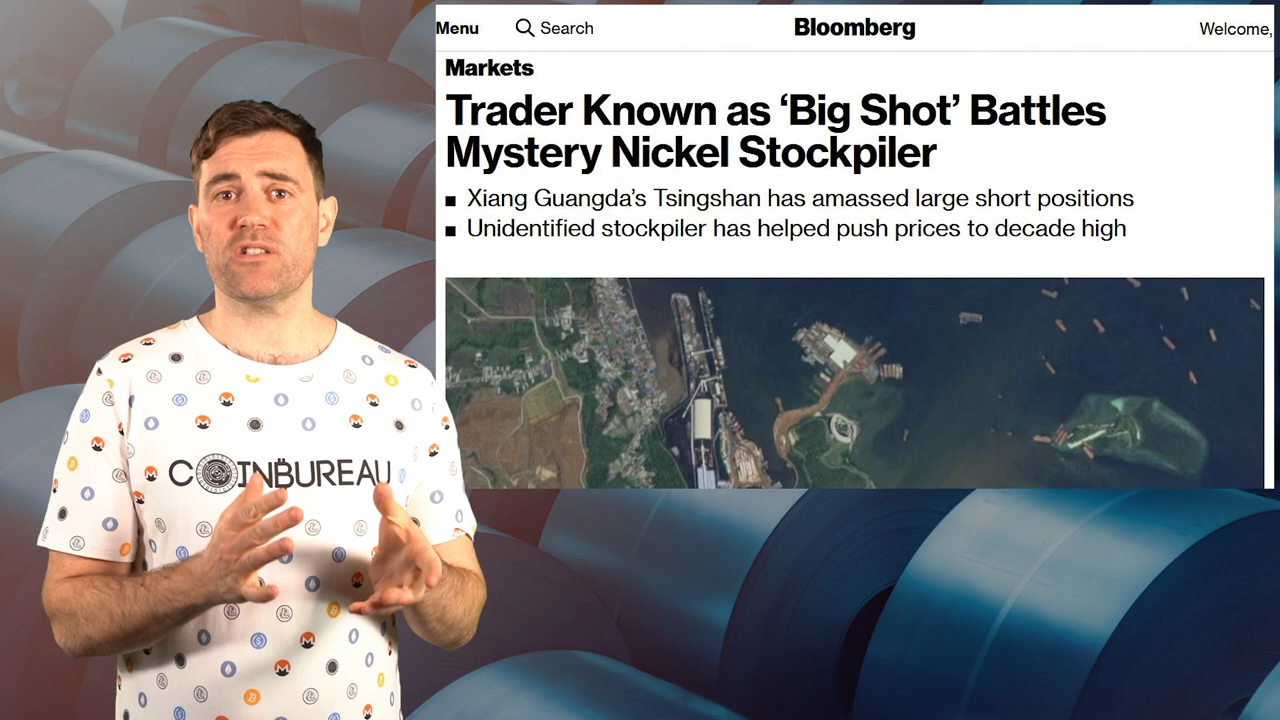 Menu
Search
Bloomberg
Welcome,
Markets
Trader Known as ‘Big Shot’ Battles
Mystery Nickel Stockpiler
Xiang Guangda’s Tsingshan has amassed large short positions
Unidentified stockpiler has helped push prices to decade high
COINBUREAU